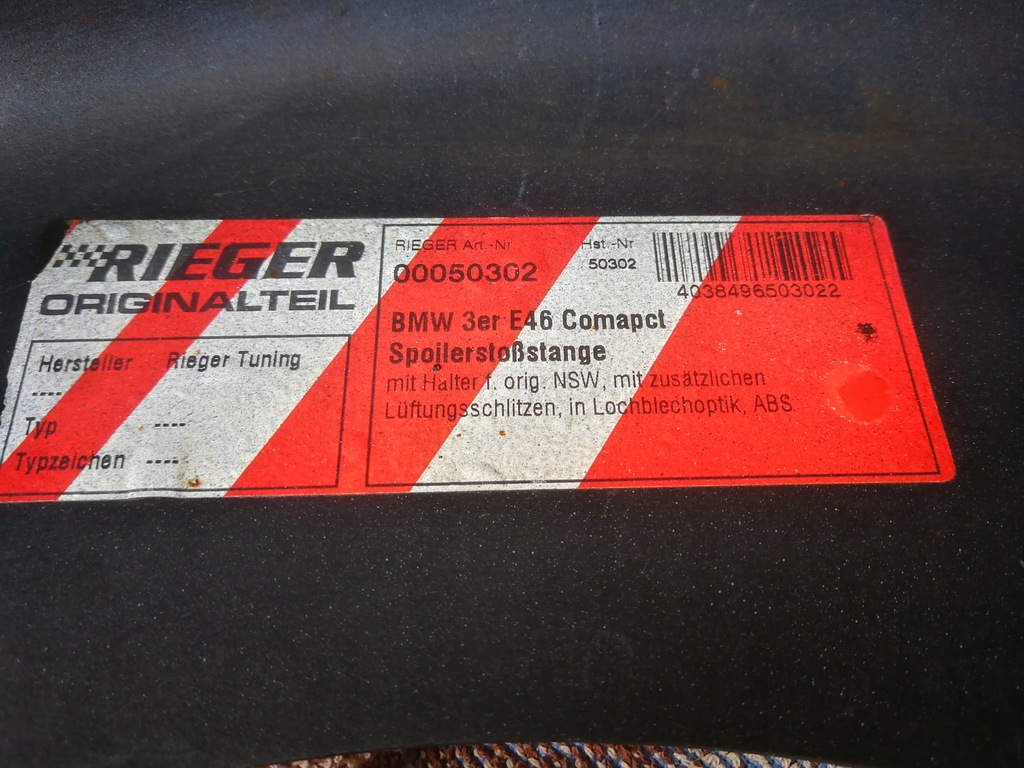 RIEGER
ORIGINALTEIL
Hersteller Rieger Tuning
----
Typ ----
Typzeichen ----
RIEGER Art.-Nr Hst.-Nr
00050302 50302
4038496503022
BMW 3er E46 Comapct
Spoilerstoßstange
mit Halter f. orig. NSW, mit zusätzlichen
Lüftungsschlitzen, in Lochblechoptik, ABS